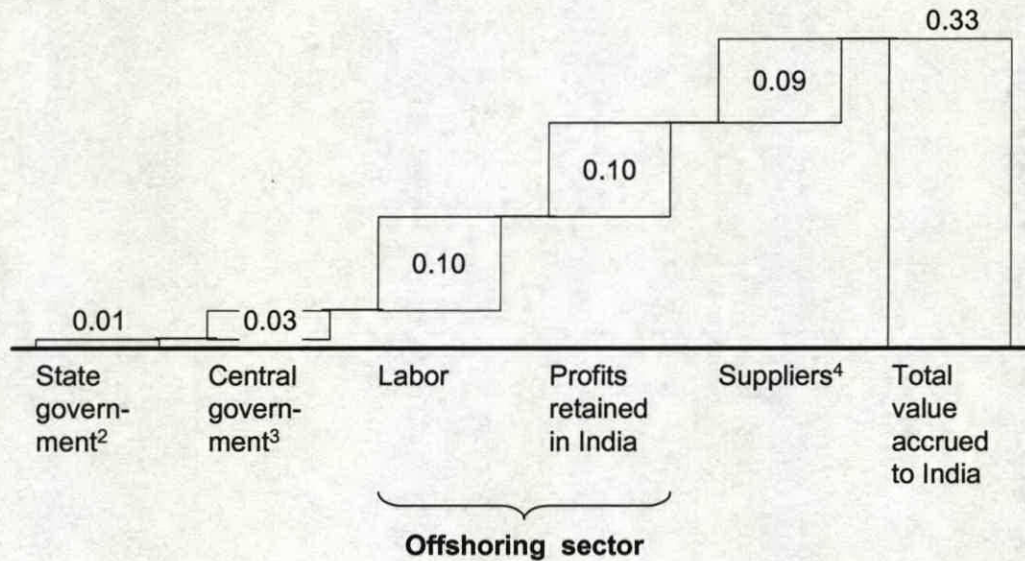 0.33
0.09
0.10
0.10
0.01
0.03
State
govern-
ment²
Central
govern-
ment³
Labor
Profits
retained
in India
Suppliers⁴
Total
value
accrued
to India
Offshoring sector